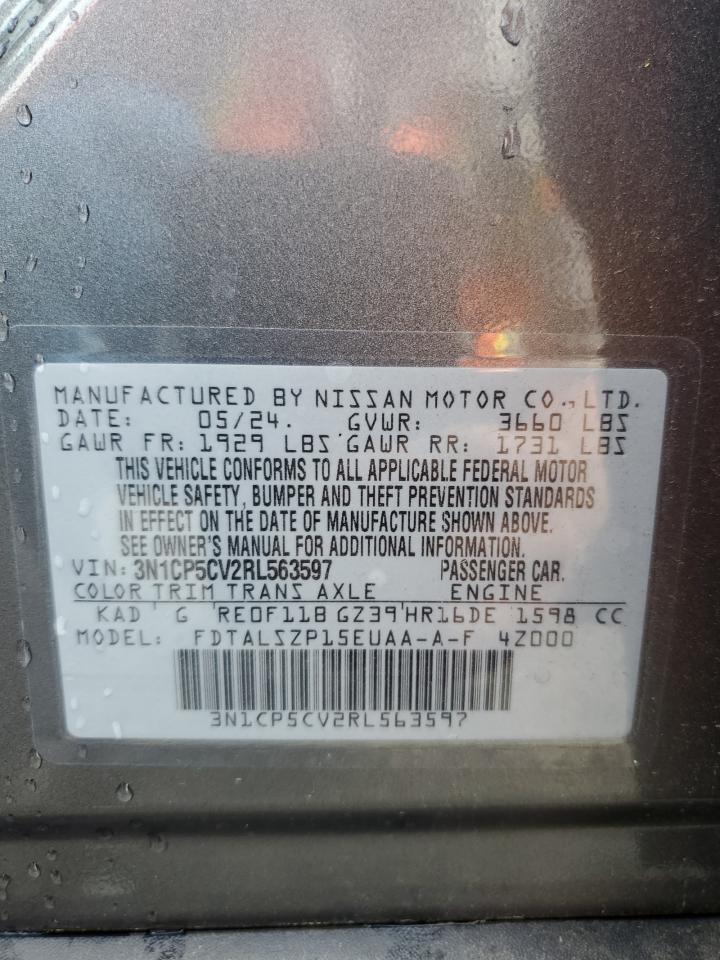 MANUFACTURED BY NISSAN MOTOR CO., LTD.
DATE: 05/24. GVWR: 3660 LBS
GAWR FR: 1929 LBS GAWR RR: 1731 LBS
THIS VEHICLE CONFORMS TO ALL APPLICABLE FEDERAL MOTOR
VEHICLE SAFETY, BUMPER AND THEFT PREVENTION STANDARDS
IN EFFECT ON THE DATE OF MANUFACTURE SHOWN ABOVE.
SEE OWNER'S MANUAL FOR ADDITIONAL INFORMATION.
VIN: 3N1CP5CV2RL563597 PASSENGER CAR.
COLOR TRIM TRANS AXLE ENGINE
KAD G RE0F11B GZ39 HR16DE 1598 CC
MODEL: FDTALSZP15EUAA-A-F 4Z000
3N1CP5CV2RL563597